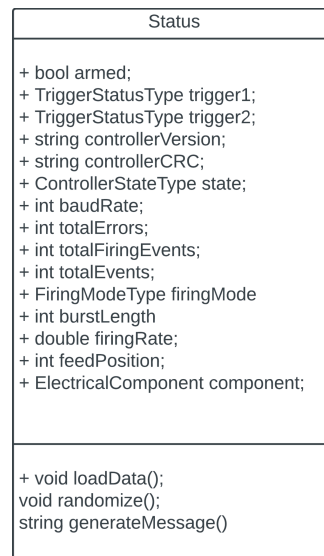 Status
+ bool armed;
+ TriggerStatusType trigger1;
+ TriggerStatusType trigger2;
+ string controllerVersion;
+ string controllerCRC;
+ ControllerStateType state;
+ int baudRate;
+ int totalErrors;
+ int totalFiringEvents;
+ int totalEvents;
+ FiringModeType firingMode
+ int burstLength
+ double firingRate;
+ int feedPosition;
+ ElectricalComponent component;
+ void loadData();
void randomize();
string generateMessage()